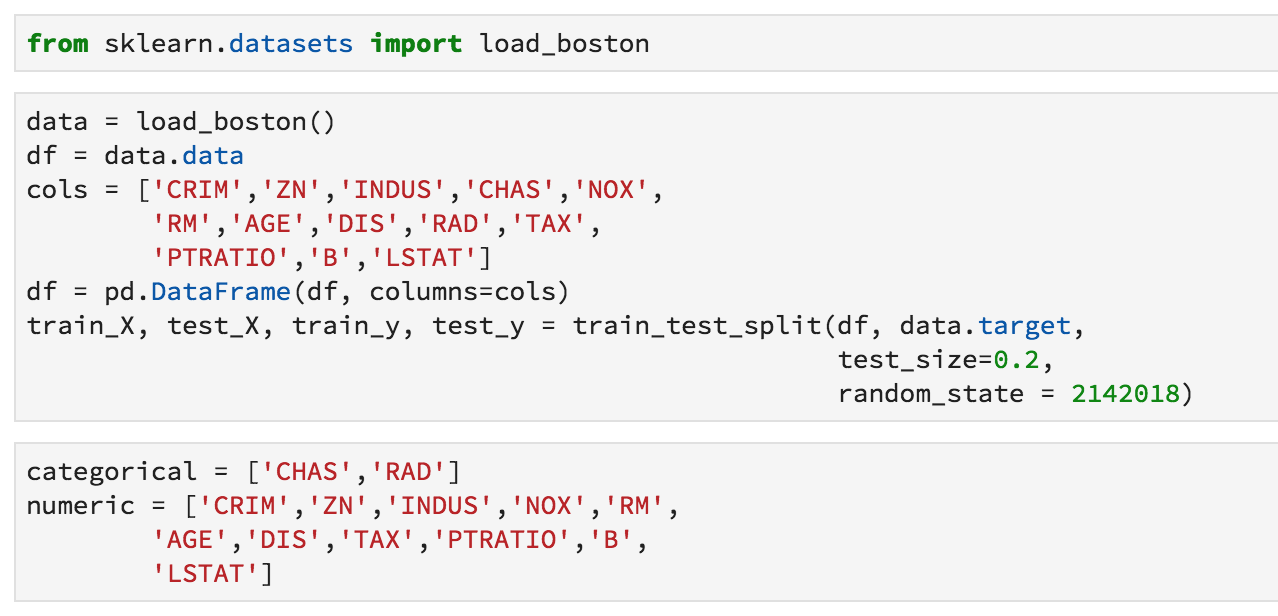 from sklearn.datasets import load_boston
data = load_boston()
df = data.data
cols = ['CRIM','ZN','INDUS','CHAS','NOX',
'RM','AGE','DIS','RAD','TAX',
'PTRATIO','B','LSTAT']
df = pd.DataFrame(df, columns=cols)
train_X, test_X, train_y, test_y = train_test_split(df, data.target,
test_size=0.2,
random_state = 2142018)
categorical = ['CHAS','RAD']
numeric = ['CRIM','ZN','INDUS','NOX','RM',
'AGE','DIS','TAX','PTRATIO','B',
'LSTAT']